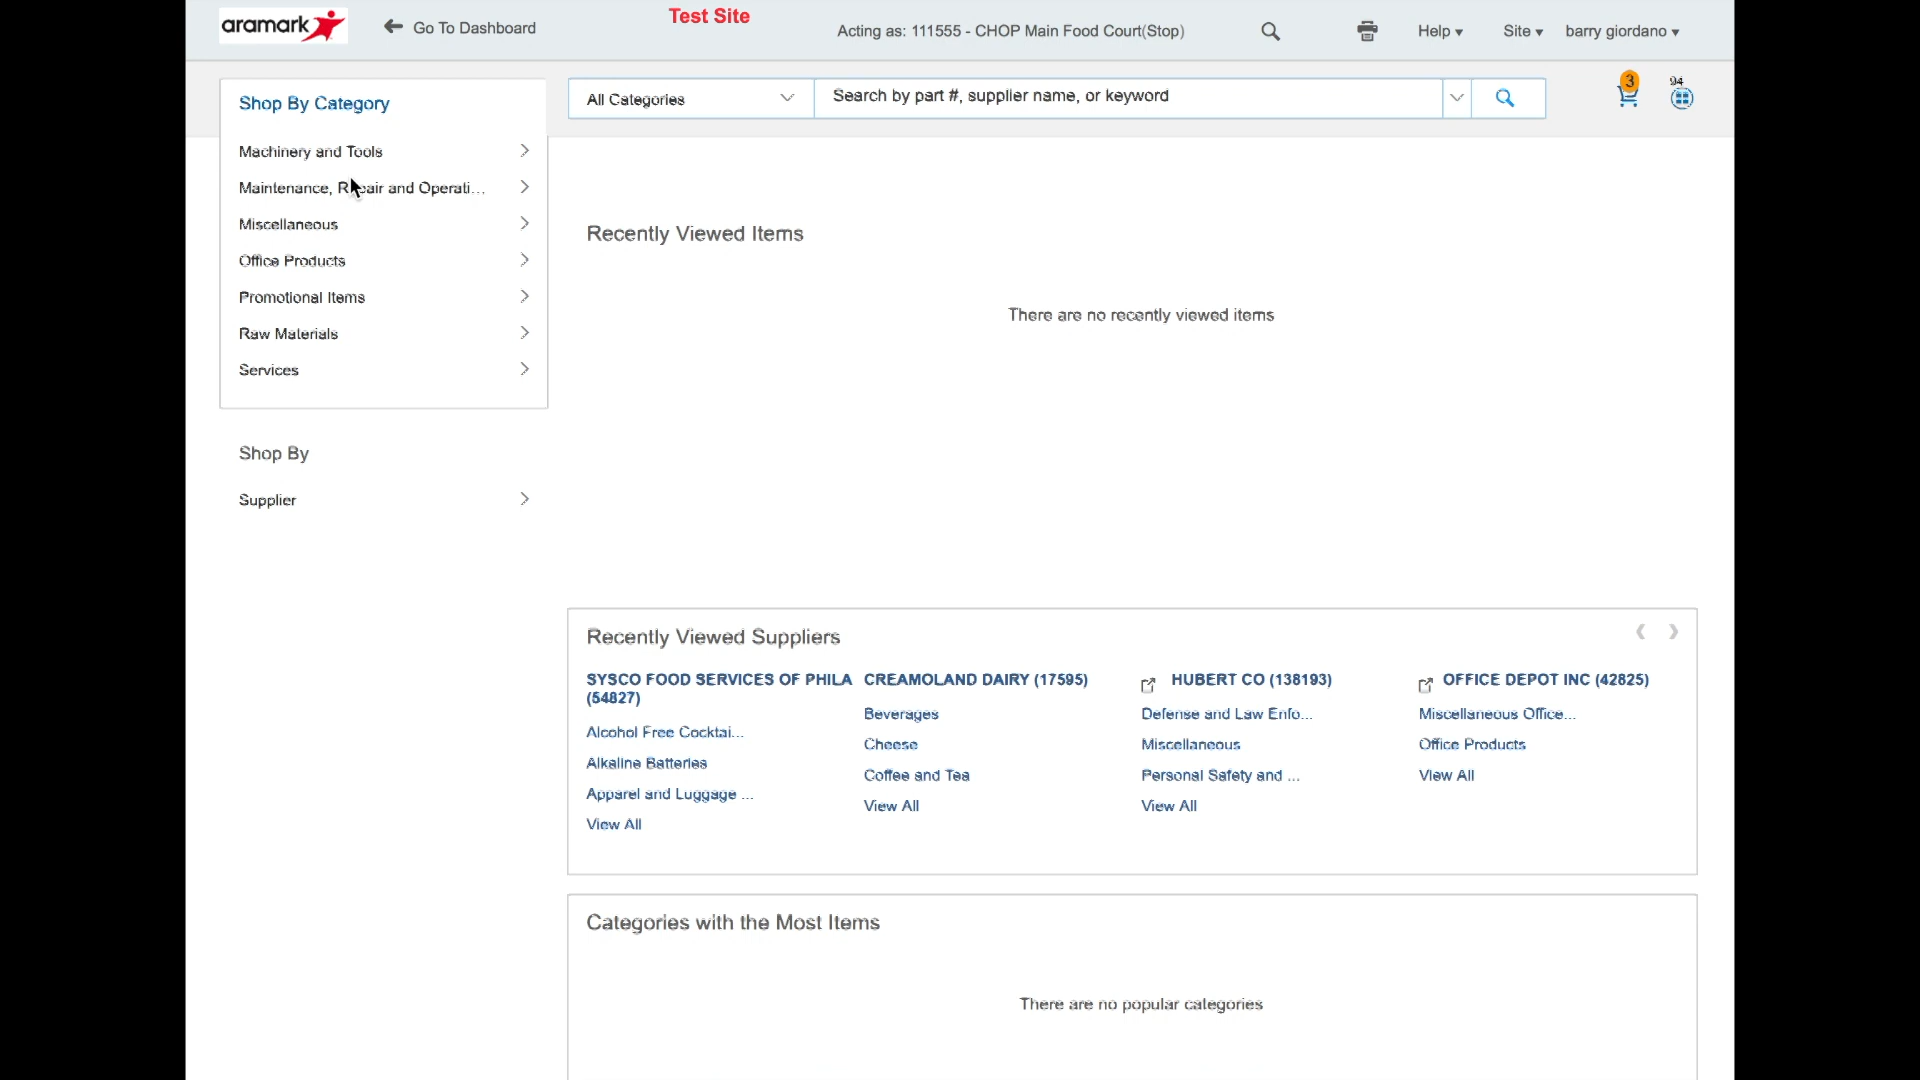 aramark
Go To Dashboard
Test Site
Acting as: 111555 - CHOP Main Food Court(Stop)
Help
Site
barry giordano
Shop By Category
All Categories
Search by part #, supplier name, or keyword
3
94
Machinery and Tools
Maintenance, Repair and Operati...
Miscellaneous
Office Products
Promotional Items
Raw Materials
Services
Shop By
Supplier
Recently Viewed Items
There are no recently viewed items
Recently Viewed Suppliers
SYSCO FOOD SERVICES OF PHILA
(54827)
Alcohol Free Cocktai...
Alkaline Batteries
Apparel and Luggage ...
View All
CREAMOLAND DAIRY (17595)
Beverages
Cheese
Coffee and Tea
View All
HUBERT CO (138193)
Defense and Law Enfo...
Miscellaneous
Personal Safety and ...
View All
OFFICE DEPOT INC (42825)
Miscellaneous Office...
Office Products
View All
Categories with the Most Items
There are no popular categories